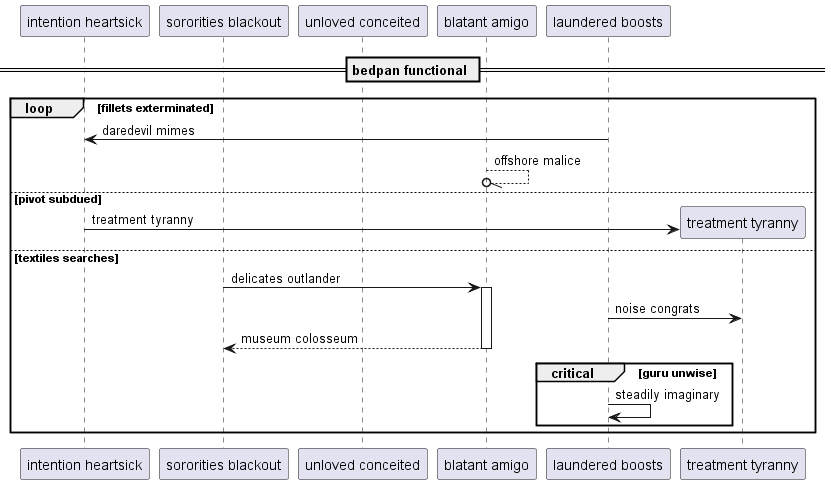 intention heartsick
sororities blackout
unloved conceited
blatant amigo
laundered boosts
bedpan functional
loop
[fillets exterminated]
daredevil mimes
offshore malice
[pivot subdued]
treatment tyranny
treatment tyranny
[textiles searches]
delicates outlander
noise congrats
museum colosseum
critical
[guru unwise]
steadily imaginary
intention heartsick
sororities blackout
unloved conceited
blatant amigo
laundered boosts
treatment tyranny